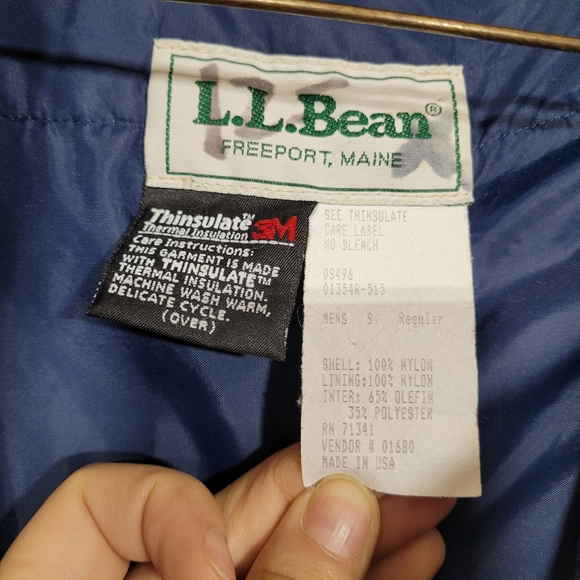 L.L.Bean®
FREEPORT, MAINE
Thinsulate™
Thermal Insulation
3M
Care Instructions:
THIS GARMENT IS MADE
WITH THINSULATE™
THERMAL INSULATION.
MACHINE WASH WARM,
DELICATE CYCLE.
(OVER)
SEE THINSULATE
CARE LABEL
NO BLEACH
0S496
01354R-515
MENS S Regular
SHELL: 100% NYLON
LINING:100% NYLON
INTER: 65% OLEFIN
35% POLYESTER
RN 71341
VENDOR # 01680
MADE IN USA